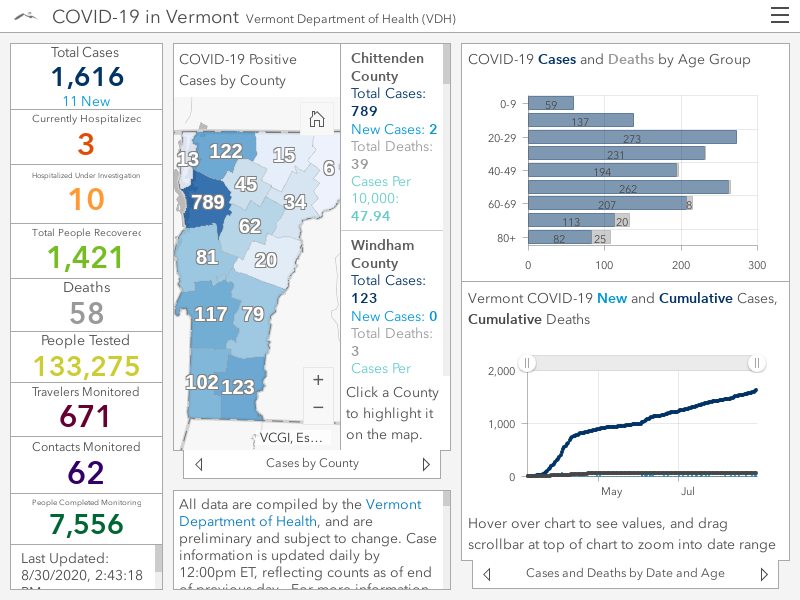 COVID-19 in Vermont Vermont Department of Health (VDH)
Total Cases
1,616
11 New
Currently Hospitalized
3
Hospitalized Under Investigation
10
Total People Recovered
1,421
Deaths
58
People Tested
133,275
Travelers Monitored
671
Contacts Monitored
62
People Completed Monitoring
7,556
Last Updated:
8/30/2020, 2:43:18
PM
COVID-19 Positive
Cases by County
13
122
15
6
45
789
34
62
81
20
117
79
102
123
+
−
VCGI, Es...
Chittenden
County
Total Cases:
789
New Cases: 2
Total Deaths:
39
Cases Per
10,000:
47.94
Windham
County
Total Cases:
123
New Cases: 0
Total Deaths:
3
Cases Per
Click a County
to highlight it
on the map.
Cases by County
All data are compiled by the Vermont
Department of Health, and are
preliminary and subject to change. Case
information is updated daily by
12:00pm ET, reflecting counts as of end
of previous day. For more information
COVID-19 Cases and Deaths by Age Group
0-9
59
137
20-29
273
231
40-49
194
262
60-69
207
8
113
20
80+
82
25
0
100
200
300
Vermont COVID-19 New and Cumulative Cases,
Cumulative Deaths
2,000
1,000
0
May
Jul
Hover over chart to see values, and drag
scrollbar at top of chart to zoom into date range
Cases and Deaths by Date and Age